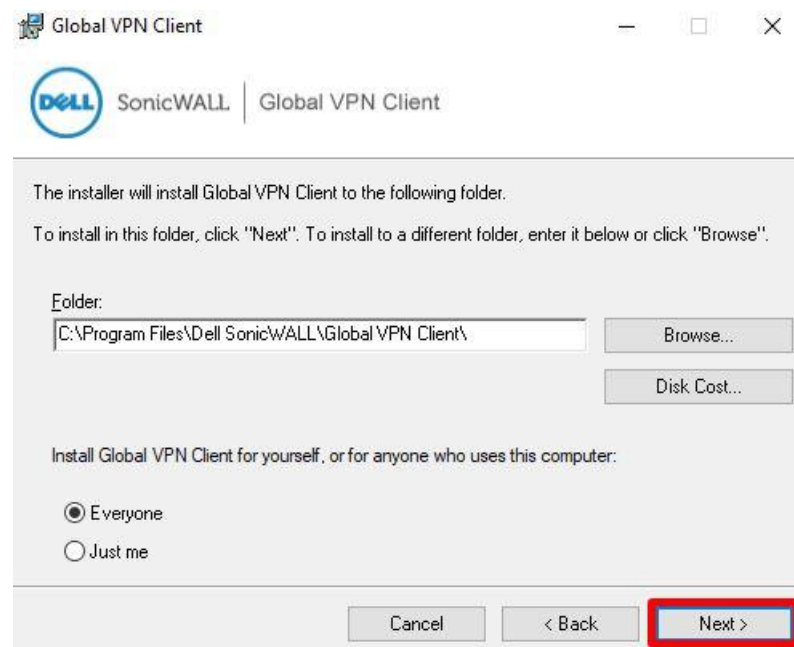 Global VPN Client
DELL SonicWALL Global VPN Client
The installer will install Global VPN Client to the following folder.
To install in this folder, click "Next". To install to a different folder, enter it below or click "Browse".
Folder:
C:\Program Files\Dell SonicWALL\Global VPN Client\
Browse...
Disk Cost...
Install Global VPN Client for yourself, or for anyone who uses this computer:
Everyone
Just me
Cancel < Back Next >